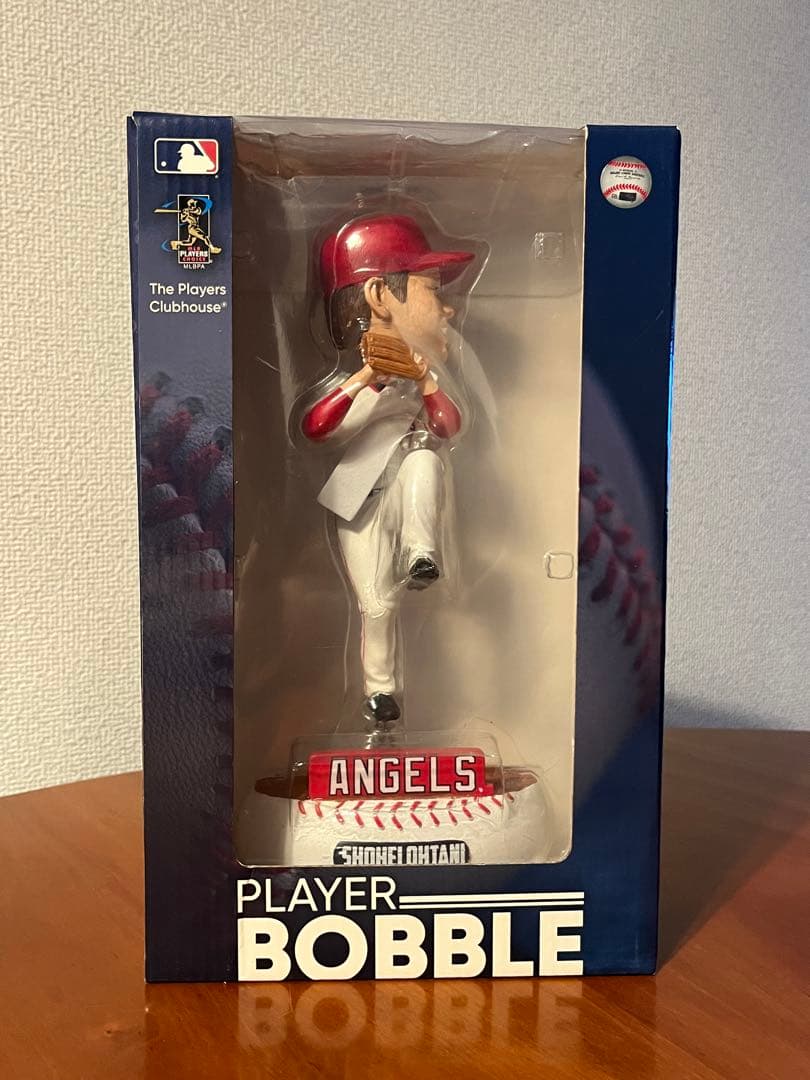 MLB
PLAYERS
CHOICE
MLBPA
The Players
Clubhouse®
ANGELS
SHOHEI OHTANI
PLAYER
BOBBLE